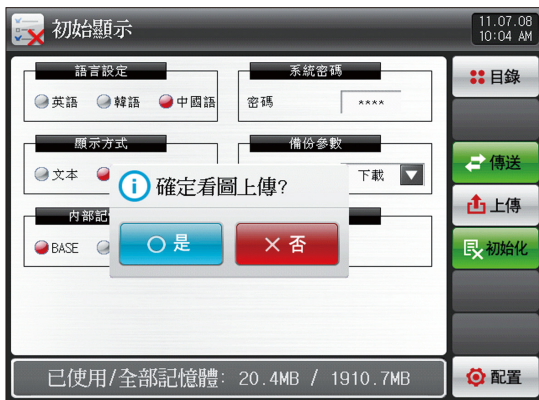 初始顯示
11.07.08
10:04 AM
語言設定
英語 韓語 中國語
系統密碼
密碼 ****
顯示方式
文本
備份參數
下載
內部記
BASE
確定看圖上傳?
是
否
目錄
傳送
上傳
初始化
配置
已使用/全部記憶體: 20.4MB / 1910.7MB